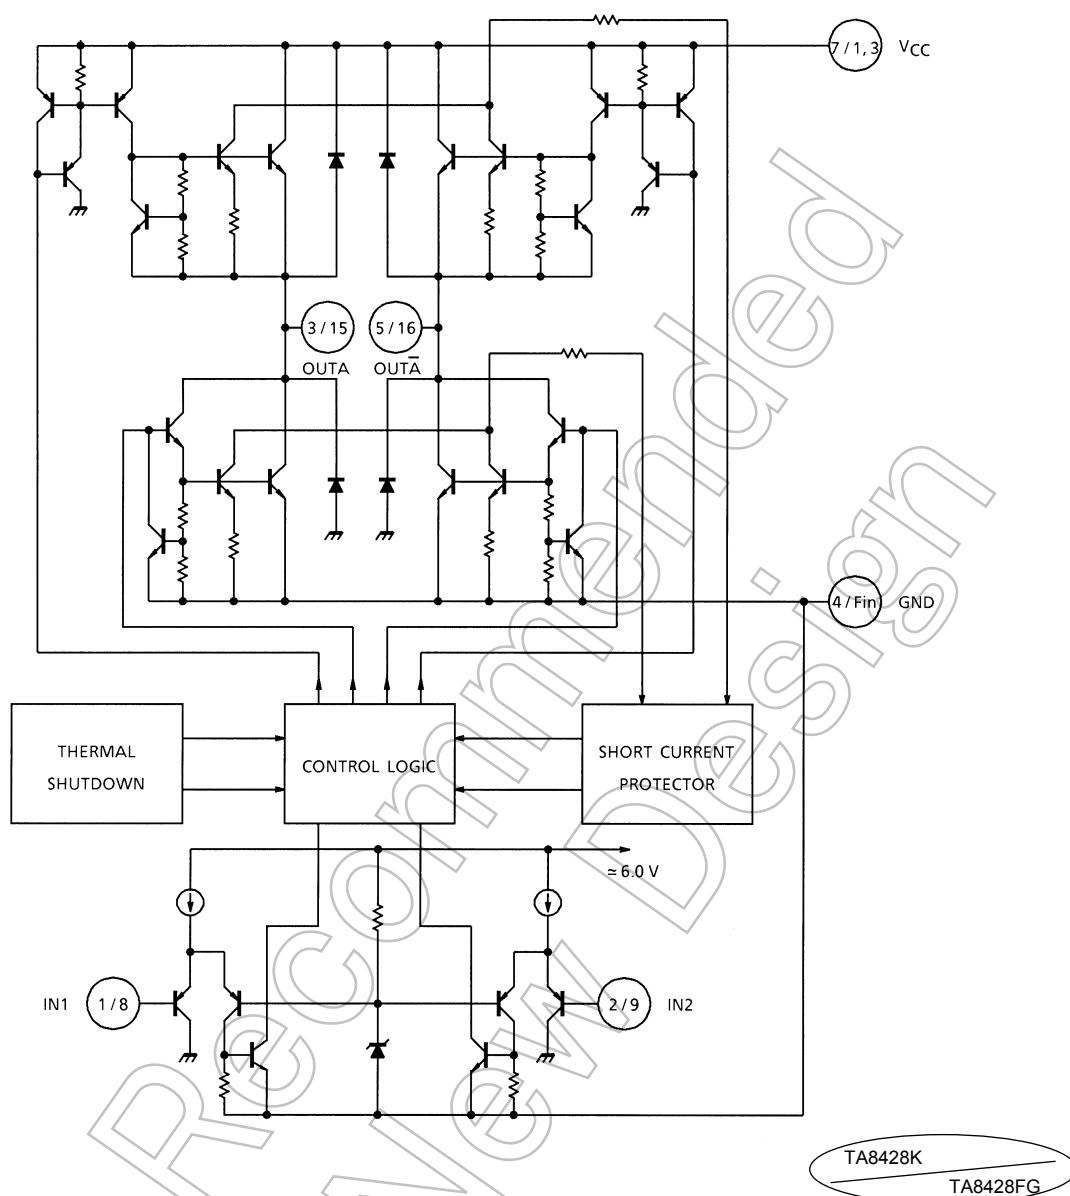 7 / 1, 3 VCC
3 / 15 5 / 16
OUTA OUTA̅
4 / Fin GND
THERMAL
SHUTDOWN
CONTROL LOGIC
SHORT CURRENT
PROTECTOR
≃ 6.0 V
IN1 1 / 8 2 / 9 IN2
Recommended
New Design
TA8428K
TA8428FG